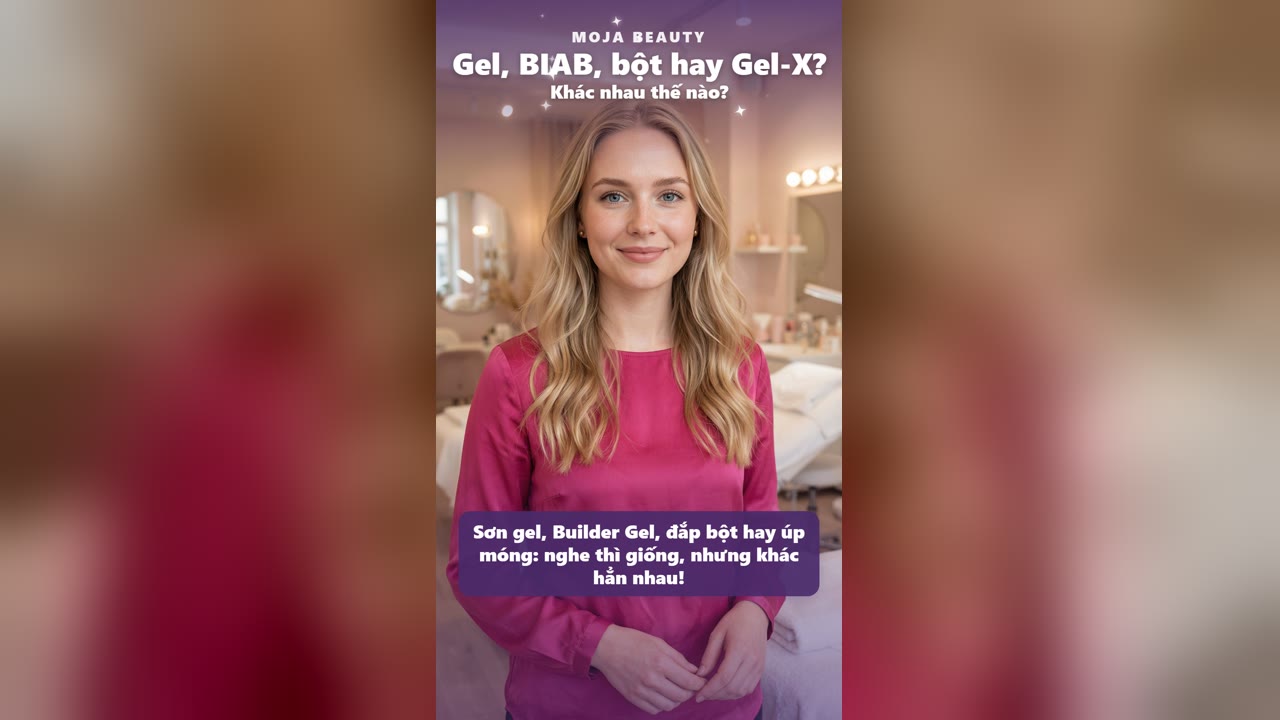 MOJA BEAUTY
Gel, BIAB, bột hay Gel-X?
Khác nhau thế nào?
Sơn gel, Builder Gel, đắp bột hay úp
móng: nghe thì giống, nhưng khác
hẳn nhau!